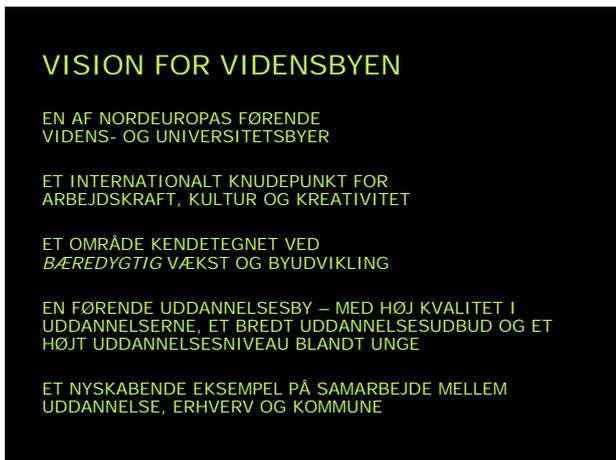 VISION FOR VIDENSBYEN
EN AF NORDEUROPAS FØRENDE
VIDENS- OG UNIVERSITETSBYER
ET INTERNATIONALT KNUDEPUNKT FOR
ARBEJDSKRAFT, KULTUR OG KREATIVITET
ET OMRÅDE KENDETEGNET VED
BÆREDYGTIG VÆKST OG BYUDVIKLING
EN FØRENDE UDDANNELSESBY – MED HØJ KVALITET I
UDDANNELSERNE, ET BREDT UDDANNELSESUDBUD OG ET
HØJT UDDANNELSESNIVEAU BLANDT UNGE
ET NYSKABENDE EKSEMPEL PÅ SAMARBEJDE MELLEM
UDDANNELSE, ERHVERV OG KOMMUNE